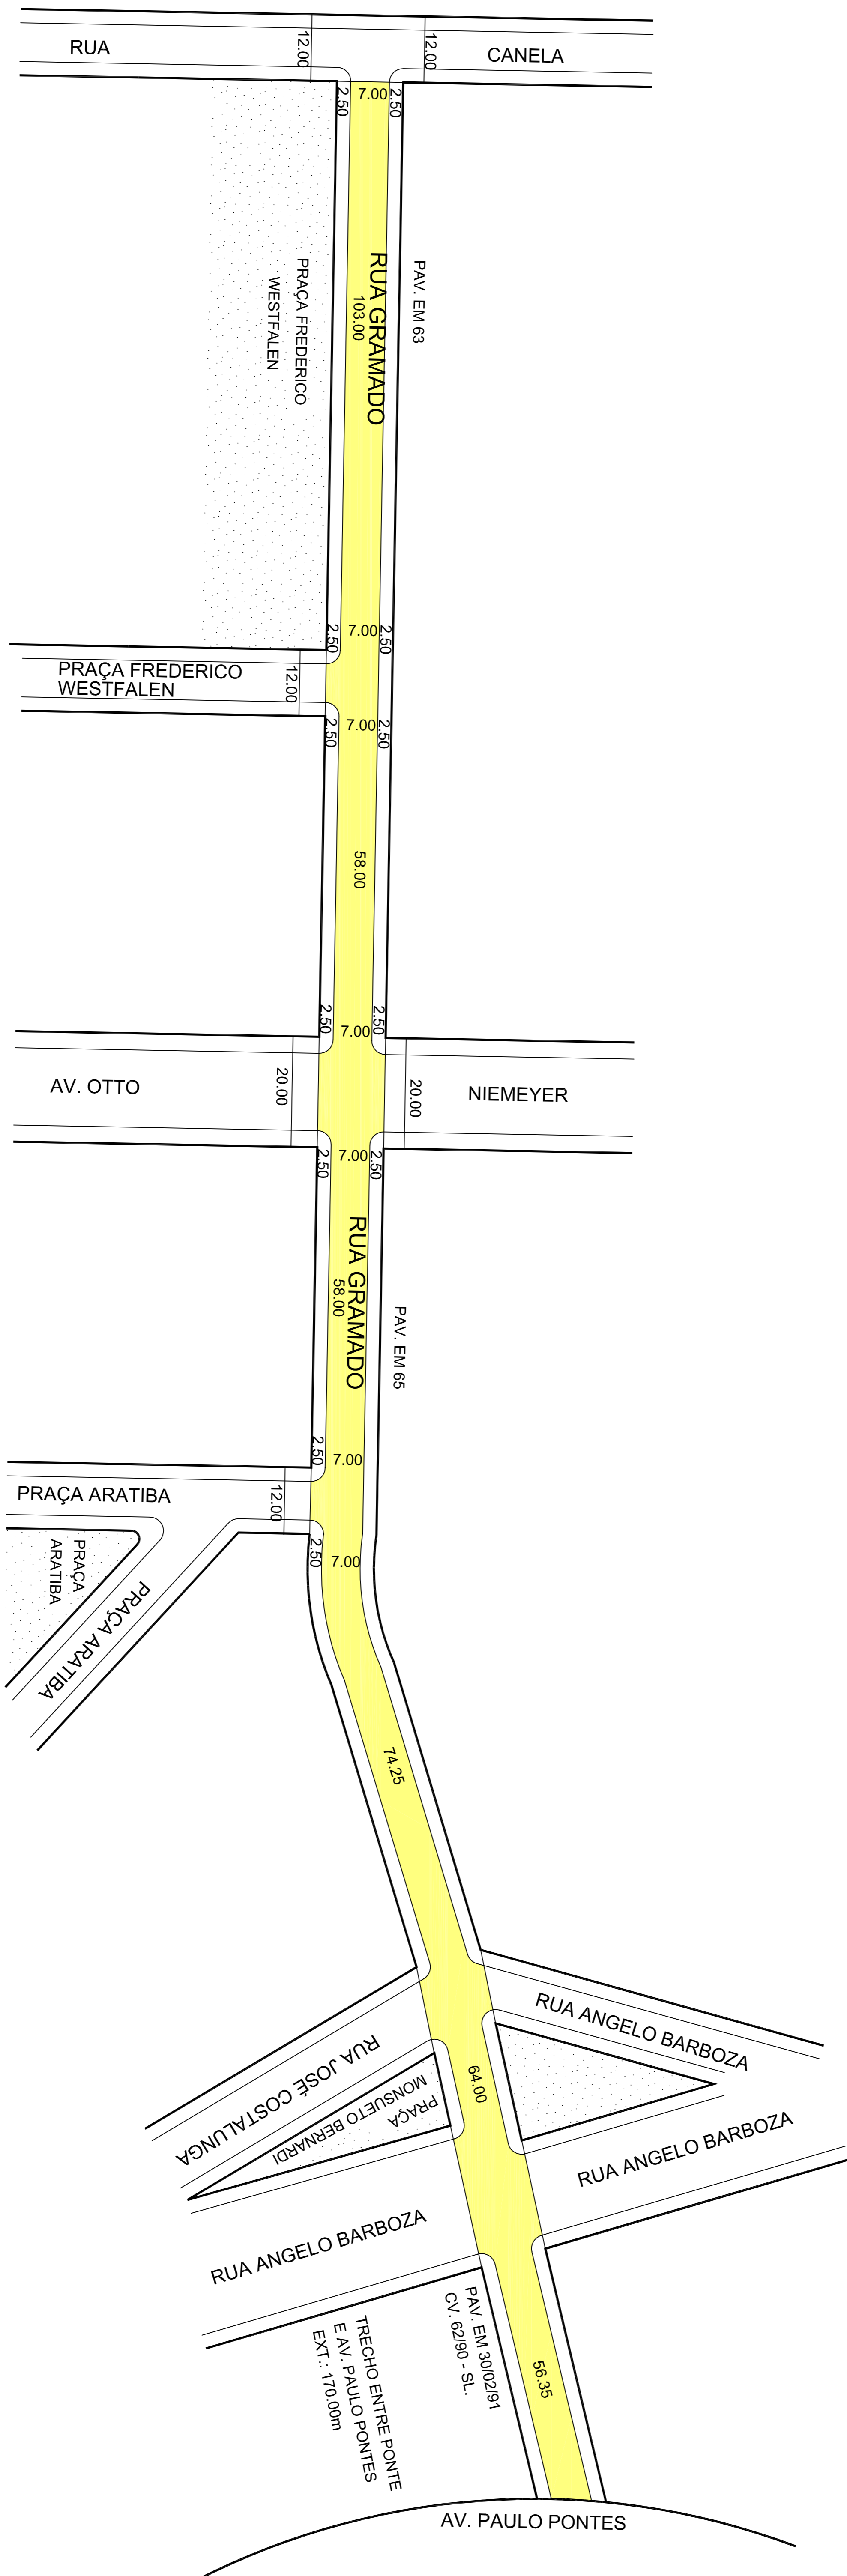 RUA
12.00
12.00
CANELA
2.50
7.00
2.50
RUA GRAMADO
103.00
PAV. EM 63
PRAÇA FREDERICO
WESTFALEN
2.50
7.00
2.50
PRAÇA FREDERICO
WESTFALEN
12.00
2.50
7.00
2.50
58.00
2.50
7.00
2.50
AV. OTTO
20.00
20.00
NIEMEYER
2.50
7.00
2.50
RUA GRAMADO
58.00
PAV. EM 65
2.50
7.00
PRAÇA ARATIBA
12.00
2.50
7.00
PRAÇA
ARATIBA
PRAÇA ARATIBA
74.25
RUA ANGELO BARBOZA
RUA JOSÉ COSTALUNGA
64.00
PRAÇA
MONSUETO BERNARDI
RUA ANGELO BARBOZA
RUA ANGELO BARBOZA
PAV. EM 30/02/91
CV. 62/90 - SL.
TRECHO ENTRE PONTE
E AV. PAULO PONTES
EXT.: 170.00m
56.35
AV. PAULO PONTES